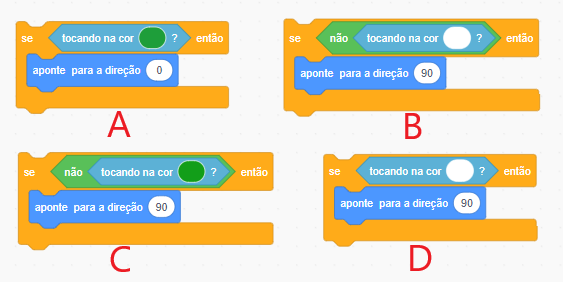 se tocando na cor ? então
aponte para a direção 0
A
se não tocando na cor ? então
aponte para a direção 90
B
se não tocando na cor ? então
aponte para a direção 90
C
se tocando na cor ? então
aponte para a direção 90
D